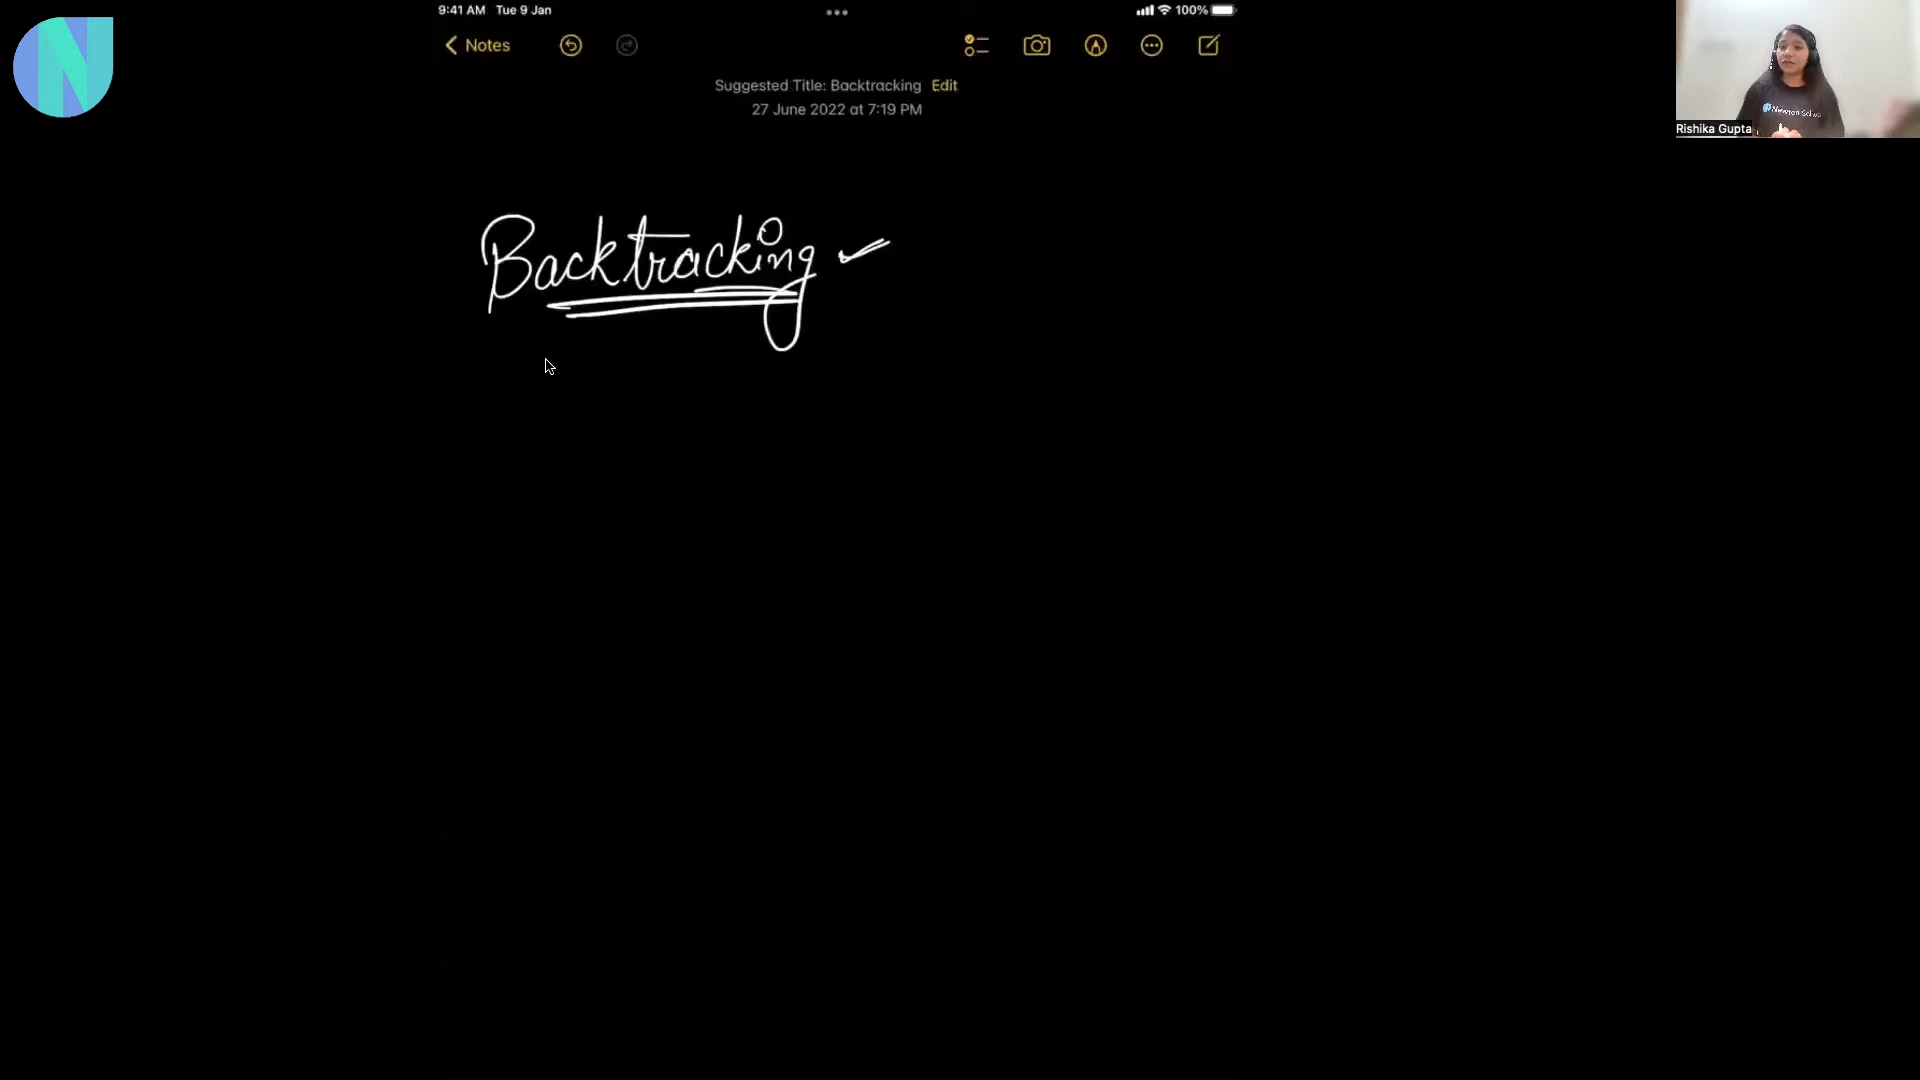 9:41 AM Tue 9 Jan
100%
Notes
Suggested Title: Backtracking Edit
27 June 2022 at 7:19 PM
Backtracking
Rishika Gupta